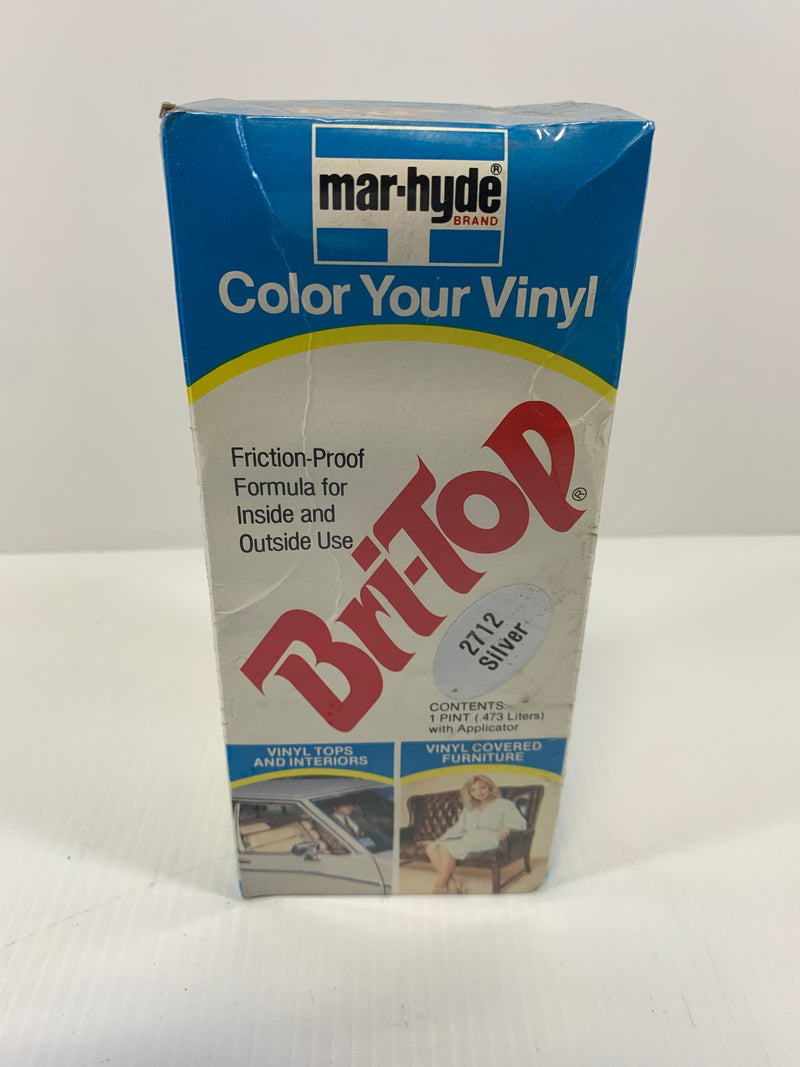 mar-hyde®
BRAND
Color Your Vinyl
Friction-Proof
Formula for
Inside and
Outside Use
Bri-Top®
2712
Silver
CONTENTS:
1 PINT (.473 Liters)
with Applicator
VINYL TOPS
AND INTERIORS
VINYL COVERED
FURNITURE